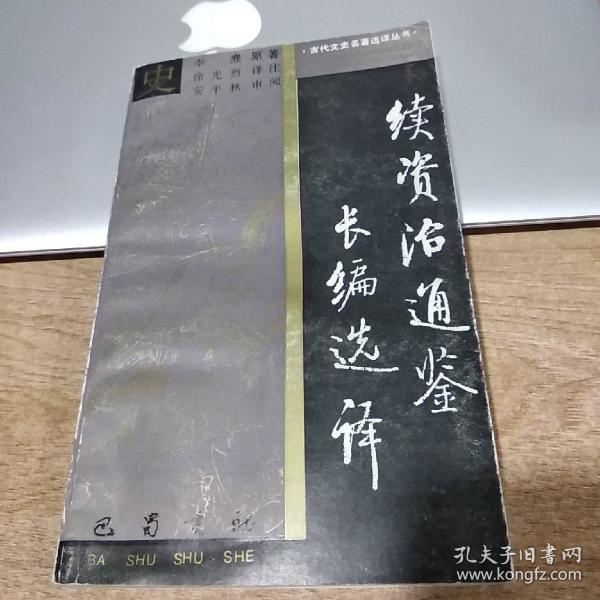 ·古代文史名著选译丛书·
史
李 焘 原著
徐光烈 译注
安平秋 审阅
续资治通鉴
长编选译
巴蜀书社
BA SHU SHU SHE
孔夫子旧书网
www.kongfz.com